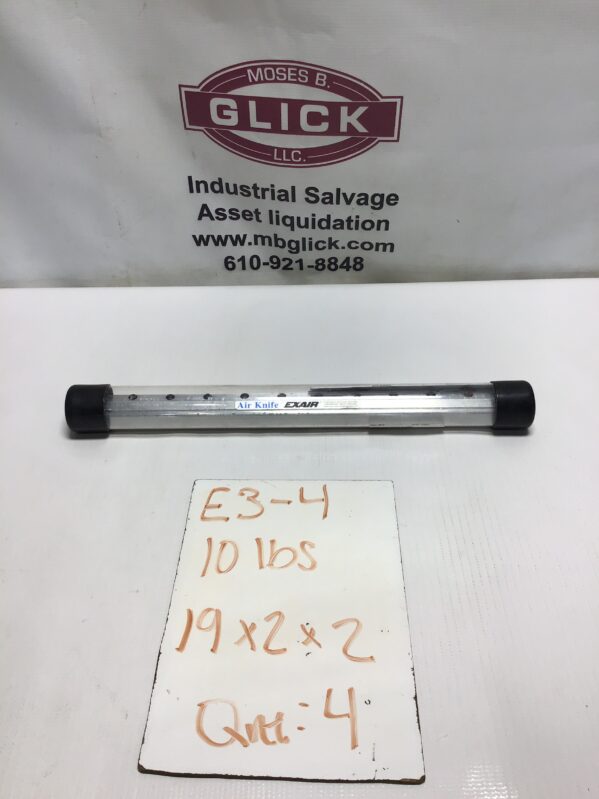 MOSES B.
GLICK
LLC.
Industrial Salvage
Asset liquidation
www.mbglick.com
610-921-8848
Air Knife EXAIR
E3-4
10 lbs
19 x 2 x 2
: 4